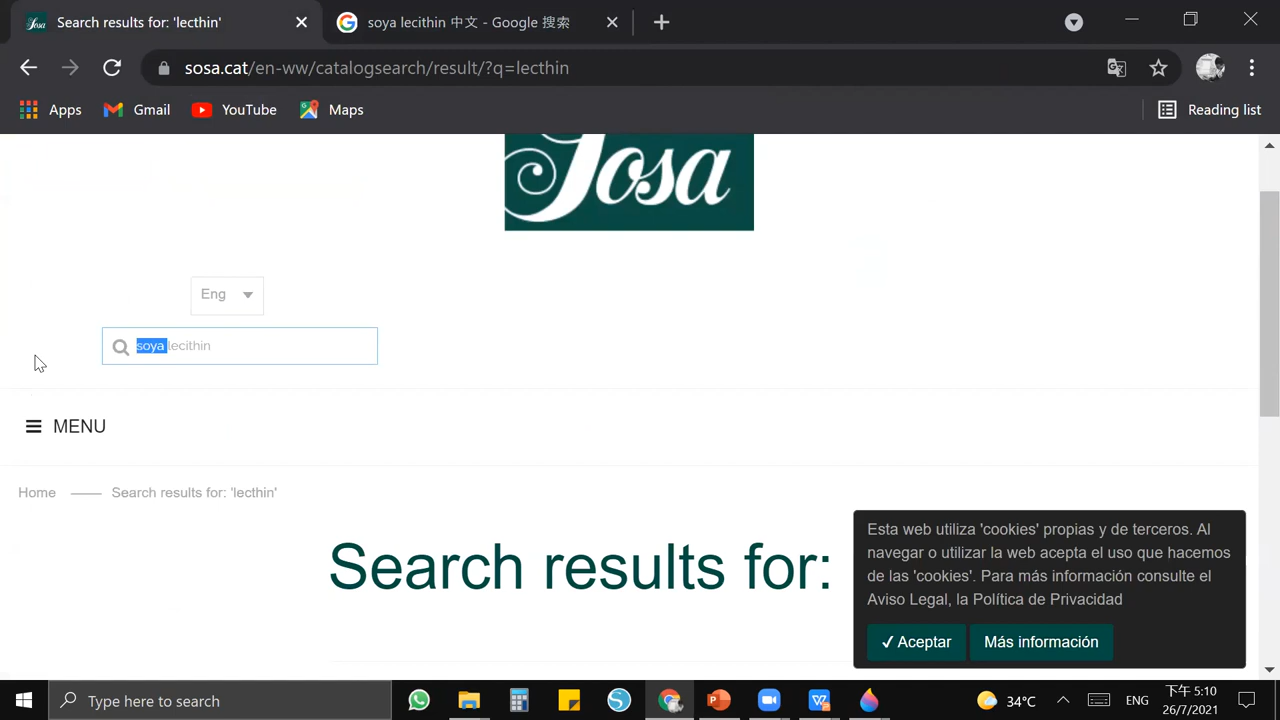 Search results for: 'lecthin'
soya lecithin 中文 - Google 搜索
sosa.cat/en-ww/catalogsearch/result/?q=lecthin
Apps
Gmail
YouTube
Maps
Reading list
Sosa
Eng
soya lecithin
MENU
Home
Search results for: 'lecthin'
Search results for:
Esta web utiliza 'cookies' propias y de terceros. Al
navegar o utilizar la web acepta el uso que hacemos
de las 'cookies'. Para más información consulte el
Aviso Legal, la Política de Privacidad
✓ Aceptar
Más información
Type here to search
34°C
ENG
下午 5:10
26/7/2021